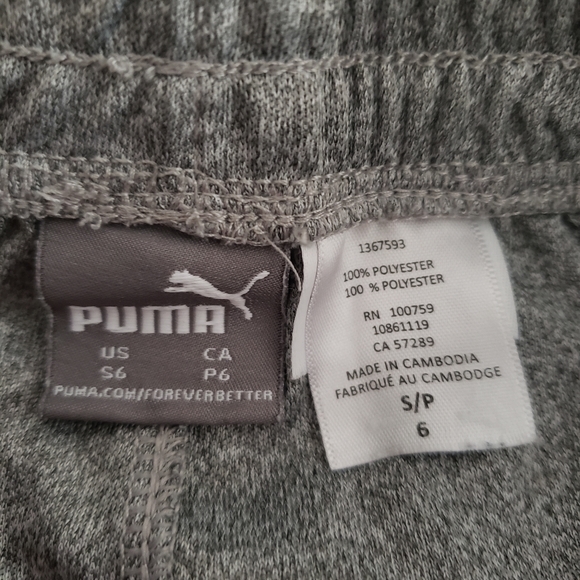 PUMA
US CA
S6 P6
PUMA.COM/FOREVERBETTER
1367593
100% POLYESTER
100 % POLYESTER
RN 100759
10861119
CA 57289
MADE IN CAMBODIA
FABRIQUÉ AU CAMBODGE
S/P
6